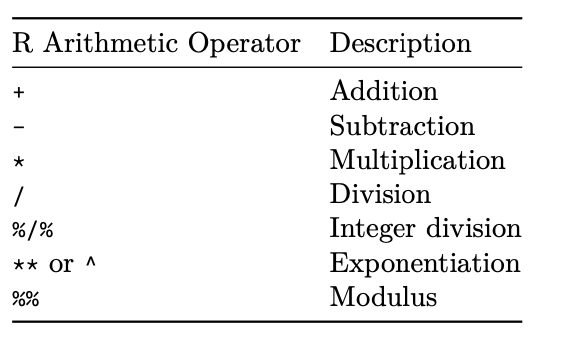 R Arithmetic Operator Description
+ Addition
- Subtraction
* Multiplication
/ Division
%/% Integer division
** or ^ Exponentiation
%% Modulus